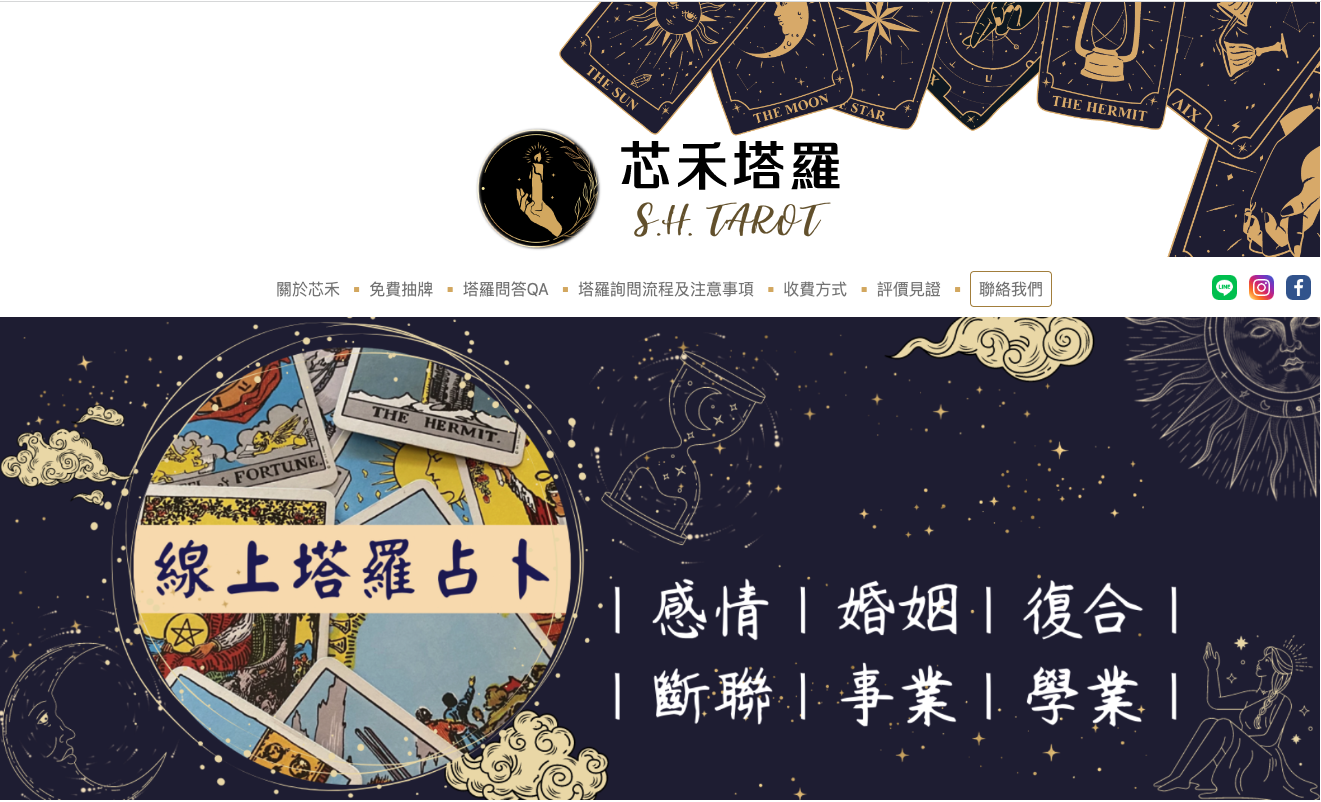 THE SUN
THE MOON
STAR
THE HERMIT
XIV
芯禾塔羅
S.H. TAROT
關於芯禾 ■ 免費抽牌 ■ 塔羅問答QA ■ 塔羅詢問流程及注意事項 ■ 收費方式 ■ 評價見證 ■ 聯絡我們
LINE
THE HERMIT.
of FORTUNE.
線上塔羅占卜
| 感情 | 婚姻 | 復合 |
| 斷聯 | 事業 | 學業 |